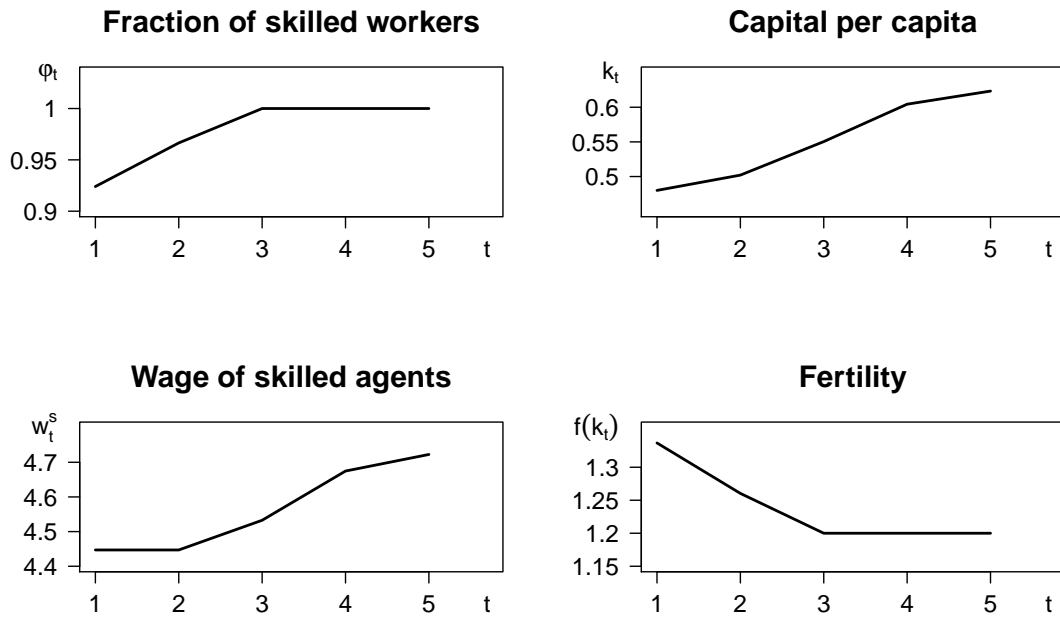 Fraction of skilled workers
φt
1
0.95
0.9
1 2 3 4 5 t
Capital per capita
kt
0.6
0.55
0.5
1 2 3 4 5 t
Wage of skilled agents
w_t^s
4.7
4.6
4.5
4.4
1 2 3 4 5 t
Fertility
f(kt)
1.3
1.25
1.2
1.15
1 2 3 4 5 t